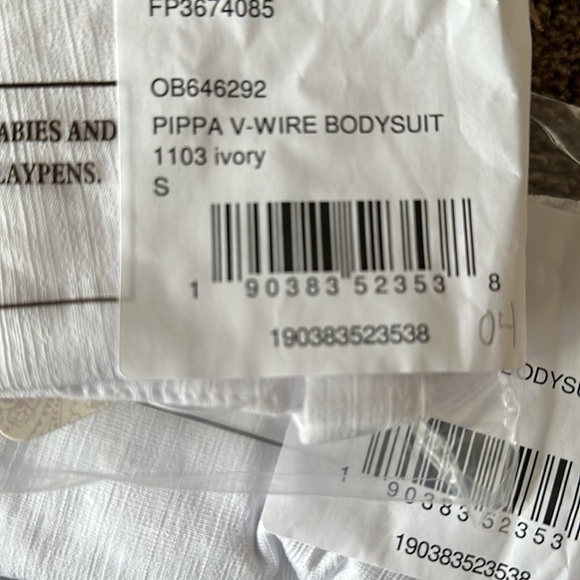 FP3674085
OB646292
PIPPA V-WIRE BODYSUIT
1103 ivory
S
ABIES AND
LAYPENS.
1 90383 52353 8
190383523538
04
ODYSU
1 90383 52353
190383523538